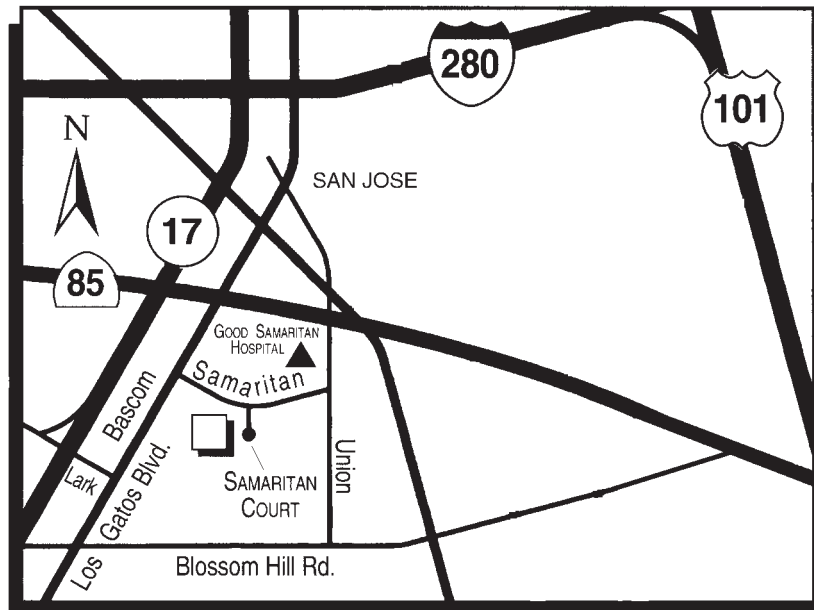 280
101
N
SAN JOSE
17
85
GOOD SAMARITAN
HOSPITAL
Samaritan
Bascom
Union
Lark
Los Gatos Blvd.
SAMARITAN
COURT
Blossom Hill Rd.